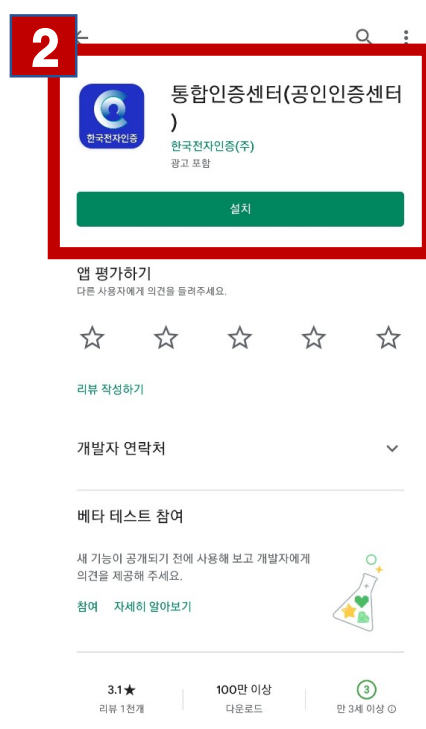 2
통합인증센터(공인인증센터
)
한국전자인증
한국전자인증(주)
광고 포함
설치
앱 평가하기
다른 사용자에게 의견을 들려주세요.
리뷰 작성하기
개발자 연락처
베타 테스트 참여
새 기능이 공개되기 전에 사용해 보고 개발자에게
의견을 제공해 주세요.
참여 자세히 알아보기
3.1★ 100만 이상 3
리뷰 1천개 다운로드 만 3세 이상